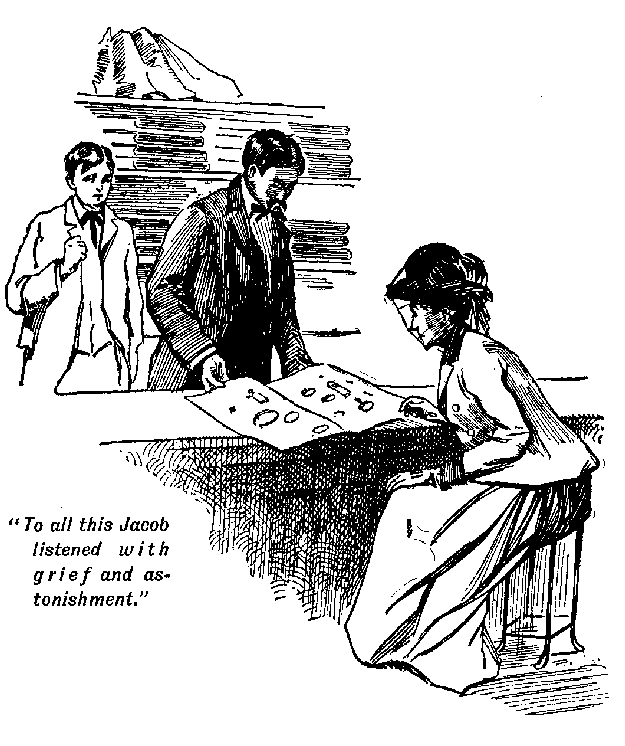 “To all this Jacob
listened with
grief and as-
tonishment.”